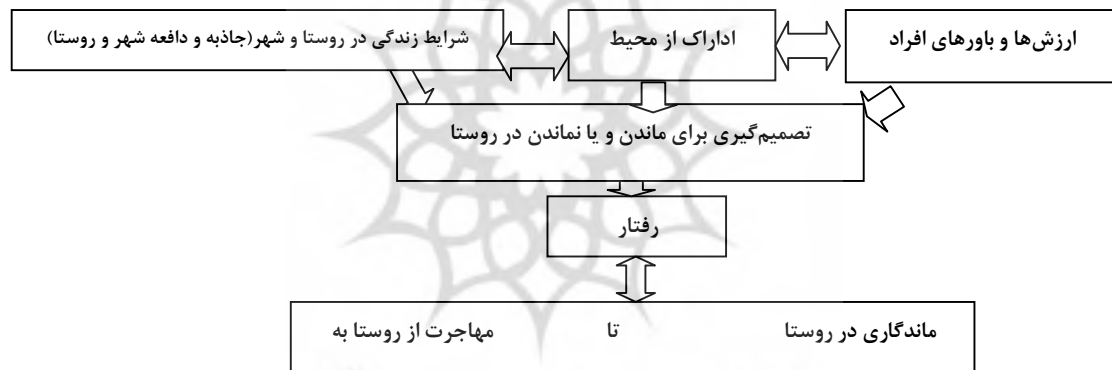 ارزش‌ها و باورهای افراد
اداراک از محیط
شرایط زندگی در روستا و شهر(جاذبه و دافعه شهر و روستا)
تصمیم‌گیری برای ماندن و یا نماندن در روستا
رفتار
ماندگاری در روستا تا مهاجرت از روستا به